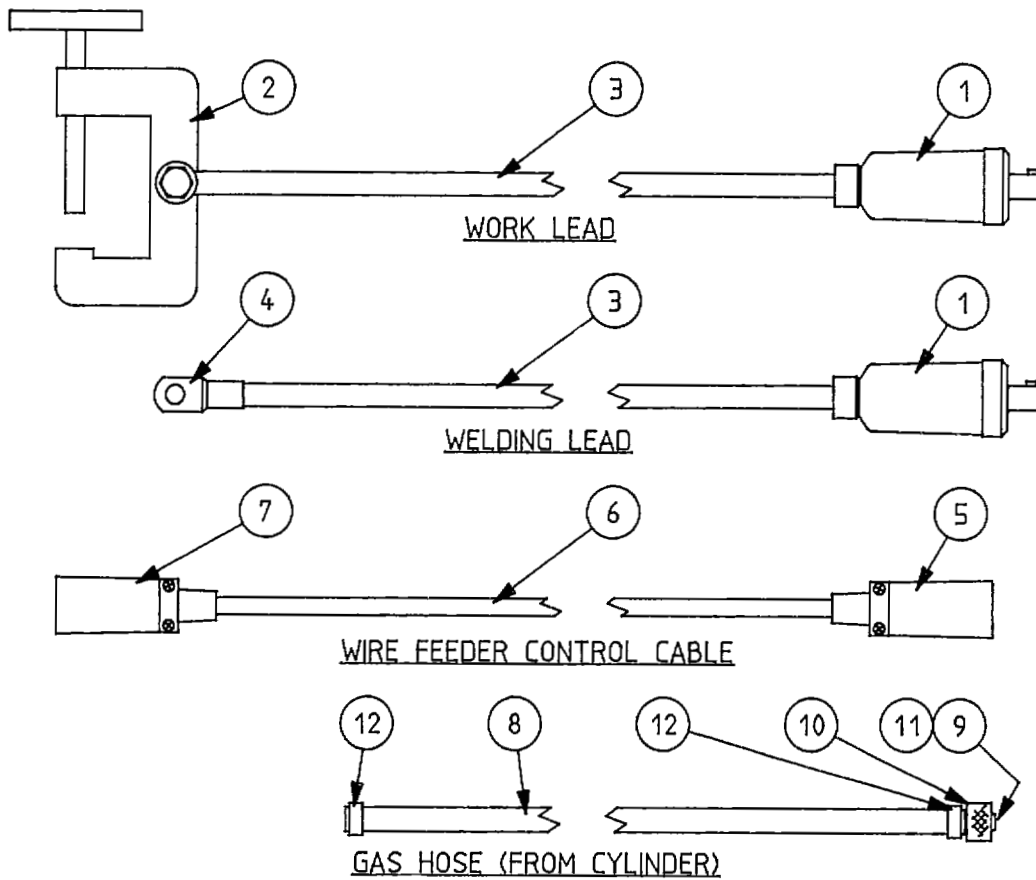 2 3 1
WORK LEAD
4 3 1
WELDING LEAD
7 6 5
WIRE FEEDER CONTROL CABLE
12 8 12 10 11 9
GAS HOSE (FROM CYLINDER)